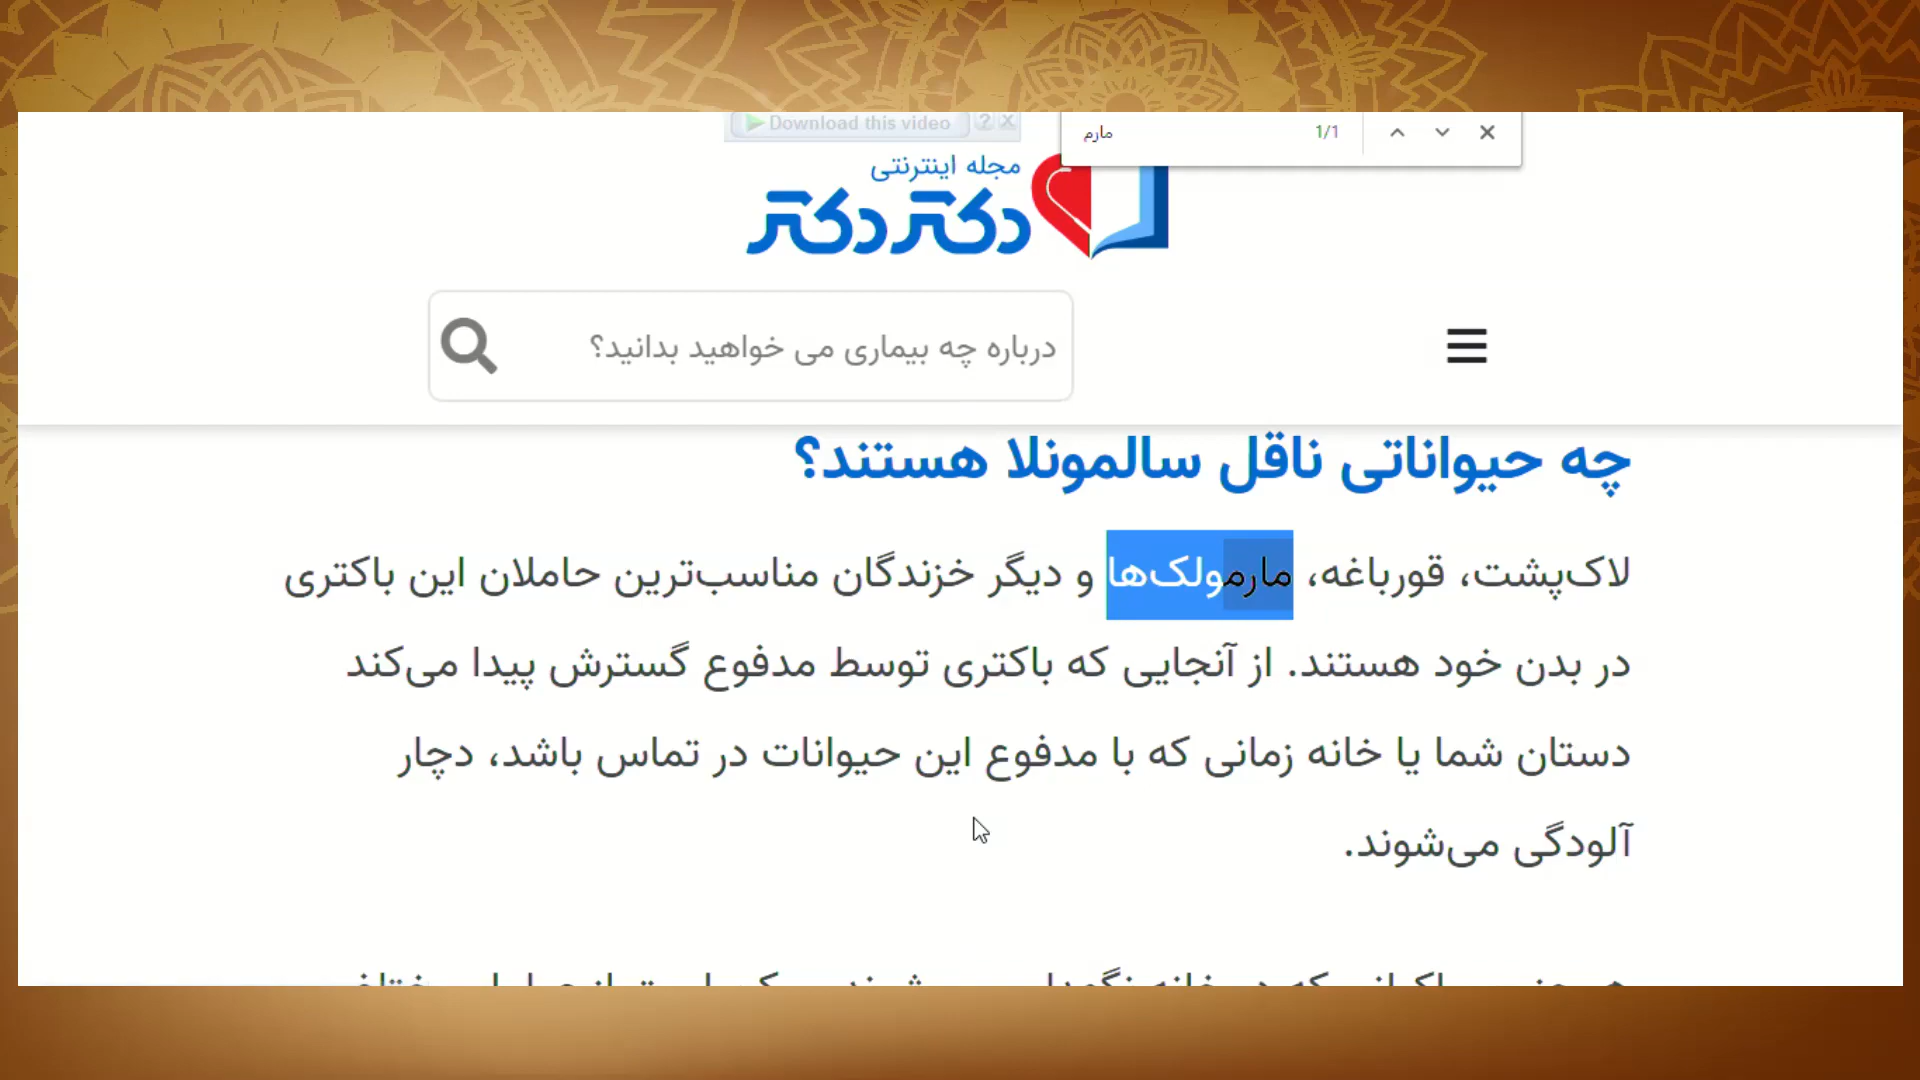 Download this video
مارم
1/1
مجله اینترنتی
دکتردکتر
درباره چه بیماری می خواهید بدانید؟
چه حیواناتی ناقل سالمونلا هستند؟
لاک‌پشت، قورباغه، مارمولک‌ها و دیگر خزندگان مناسب‌ترین حاملان این باکتری
در بدن خود هستند. از آنجایی که باکتری توسط مدفوع گسترش پیدا می‌کند
دستان شما یا خانه زمانی که با مدفوع این حیوانات در تماس باشد، دچار
آلودگی می‌شوند.